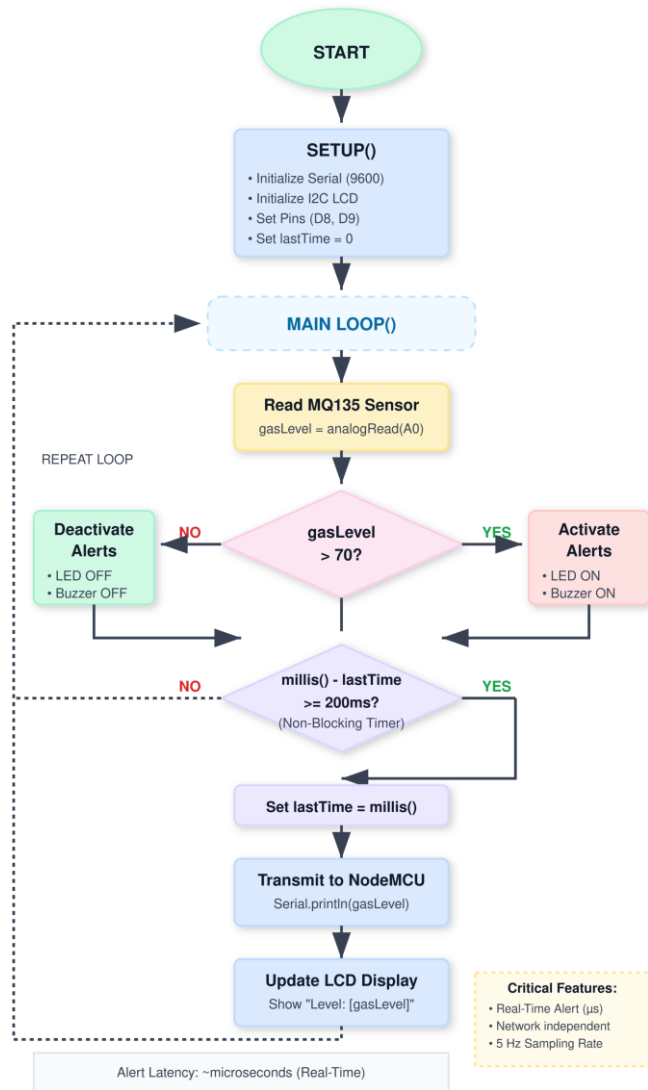 START
SETUP()
• Initialize Serial (9600)
• Initialize I2C LCD
• Set Pins (D8, D9)
• Set lastTime = 0
MAIN LOOP()
Read MQ135 Sensor
gasLevel = analogRead(A0)
REPEAT LOOP
Deactivate
Alerts
• LED OFF
• Buzzer OFF
NO
gasLevel
> 70?
YES
Activate
Alerts
• LED ON
• Buzzer ON
NO
millis() - lastTime
>= 200ms?
(Non-Blocking Timer)
YES
Set lastTime = millis()
Transmit to NodeMCU
Serial.println(gasLevel)
Update LCD Display
Show "Level: [gasLevel]"
Critical Features:
• Real-Time Alert (µs)
• Network independent
• 5 Hz Sampling Rate
Alert Latency: ~microseconds (Real-Time)